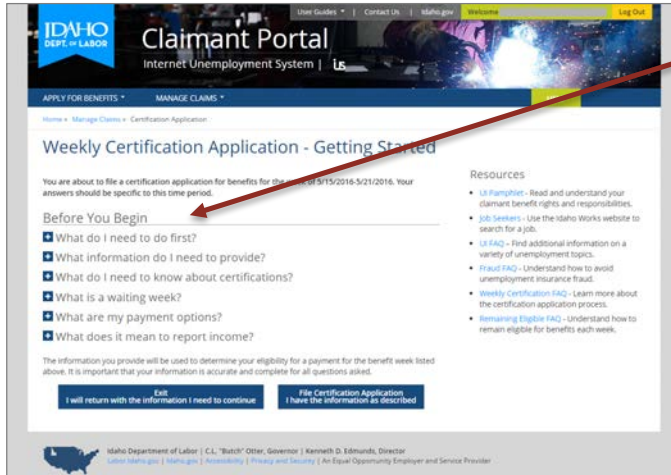 IDAHO
DEPT. OF LABOR
User Guides | Contact Us | Idaho.gov
Welcome
Log Out
Claimant Portal
Internet Unemployment System | ius
APPLY FOR BENEFITS
MANAGE CLAIMS
Home » Manage Claims » Certification Application
Weekly Certification Application - Getting Started
You are about to file a certification application for benefits for the week of 5/15/2016-5/21/2016. Your
answers should be specific to this time period.
Before You Begin
What do I need to do first?
What information do I need to provide?
What do I need to know about certifications?
What is a waiting week?
What are my payment options?
What does it mean to report income?
The information you provide will be used to determine your eligibility for a payment for the benefit week listed
above. It is important that your information is accurate and complete for all questions asked.
Exit
I will return with the information I need to continue
File Certification Application
I have the information as described
Resources
UI Pamphlet - Read and understand your
claimant benefit rights and responsibilities.
Job Seekers - Use the Idaho Works website to
search for a job.
UI FAQ - Find additional information on a
variety of unemployment topics.
Fraud FAQ - Understand how to avoid
unemployment insurance fraud.
Weekly Certification FAQ - Learn more about
the certification application process.
Remaining Eligible FAQ - Understand how to
remain eligible for benefits each week.
Idaho Department of Labor | C.L. "Butch" Otter, Governor | Kenneth D. Edmunds, Director
Labor.Idaho.gov | Idaho.gov | Accessibility | Privacy and Security | An Equal Opportunity Employer and Service Provider